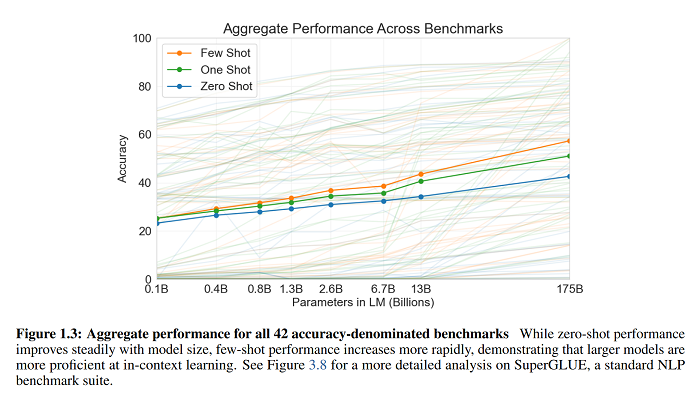 Aggregate Performance Across Benchmarks
100
80
60
40
20
0
Accuracy
Few Shot
One Shot
Zero Shot
0.1B 0.4B 0.8B 1.3B 2.6B 6.7B 13B 175B
Parameters in LM (Billions)
Figure 1.3: Aggregate performance for all 42 accuracy-denominated benchmarks While zero-shot performance
improves steadily with model size, few-shot performance increases more rapidly, demonstrating that larger models are
more proficient at in-context learning. See Figure 3.8 for a more detailed analysis on SuperGLUE, a standard NLP
benchmark suite.